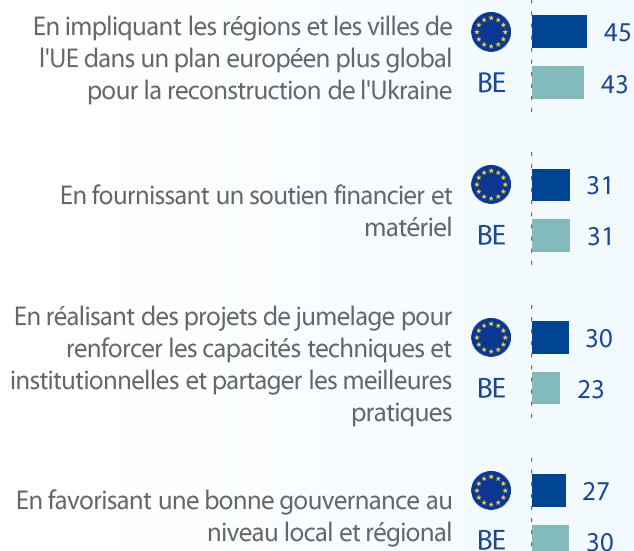 En impliquant les régions et les villes de
l'UE dans un plan européen plus global
pour la reconstruction de l'Ukraine
45
BE
43
En fournissant un soutien financier et
matériel
31
BE
31
En réalisant des projets de jumelage pour
renforcer les capacités techniques et
institutionnelles et partager les meilleures
pratiques
30
BE
23
En favorisant une bonne gouvernance au
niveau local et régional
27
BE
30